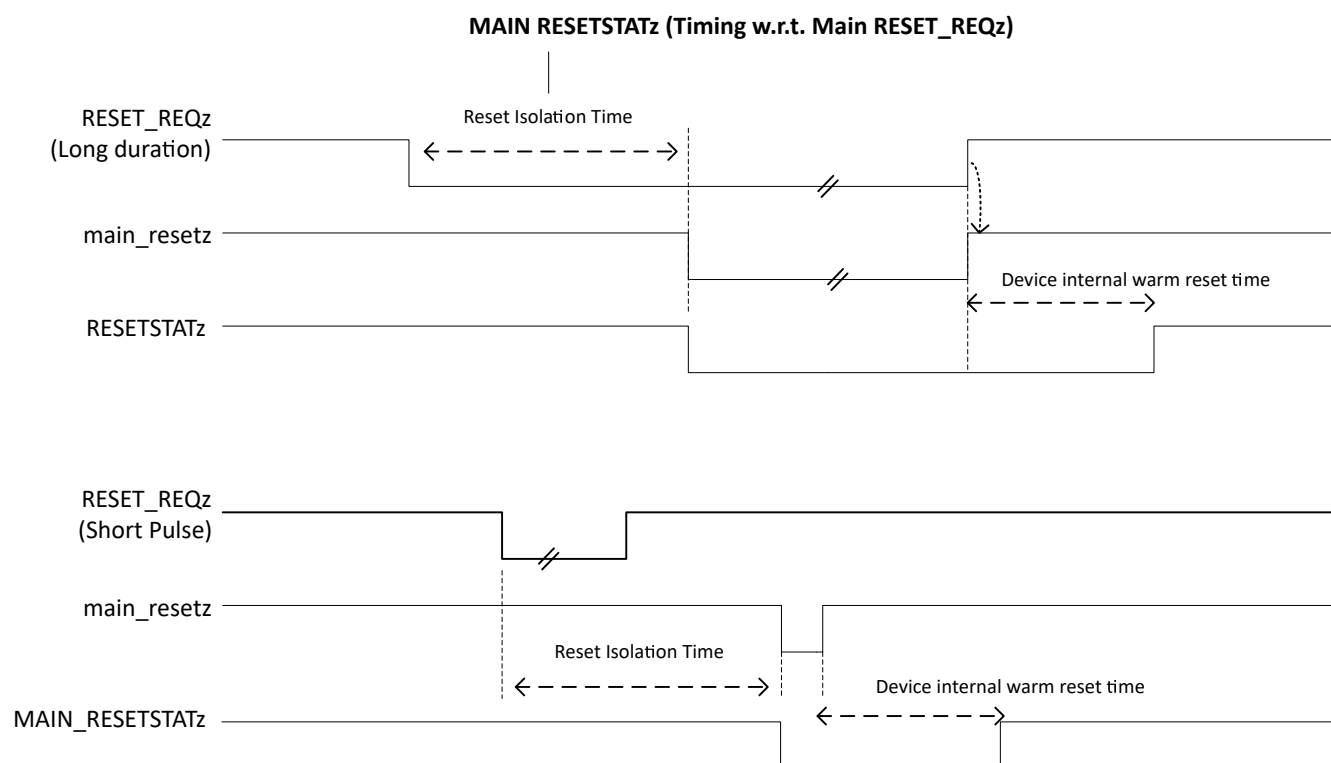 MAIN RESETSTATz (Timing w.r.t. Main RESET_REQz)
RESET_REQz
(Long duration)
Reset Isolation Time
main_resetz
Device internal warm reset time
RESETSTATz
RESET_REQz
(Short Pulse)
main_resetz
Reset Isolation Time
Device internal warm reset time
MAIN_RESETSTATz